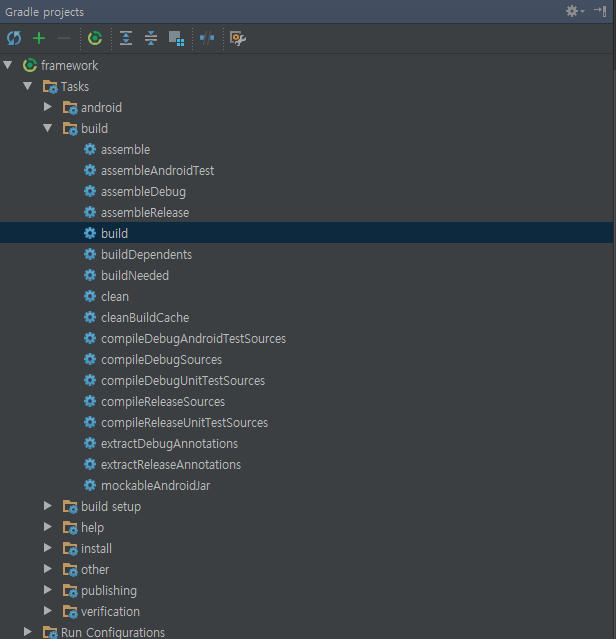 Gradle projects
framework
Tasks
android
build
assemble
assembleAndroidTest
assembleDebug
assembleRelease
build
buildDependents
buildNeeded
clean
cleanBuildCache
compileDebugAndroidTestSources
compileDebugSources
compileDebugUnitTestSources
compileReleaseSources
compileReleaseUnitTestSources
extractDebugAnnotations
extractReleaseAnnotations
mockableAndroidJar
build setup
help
install
other
publishing
verification
Run Configurations